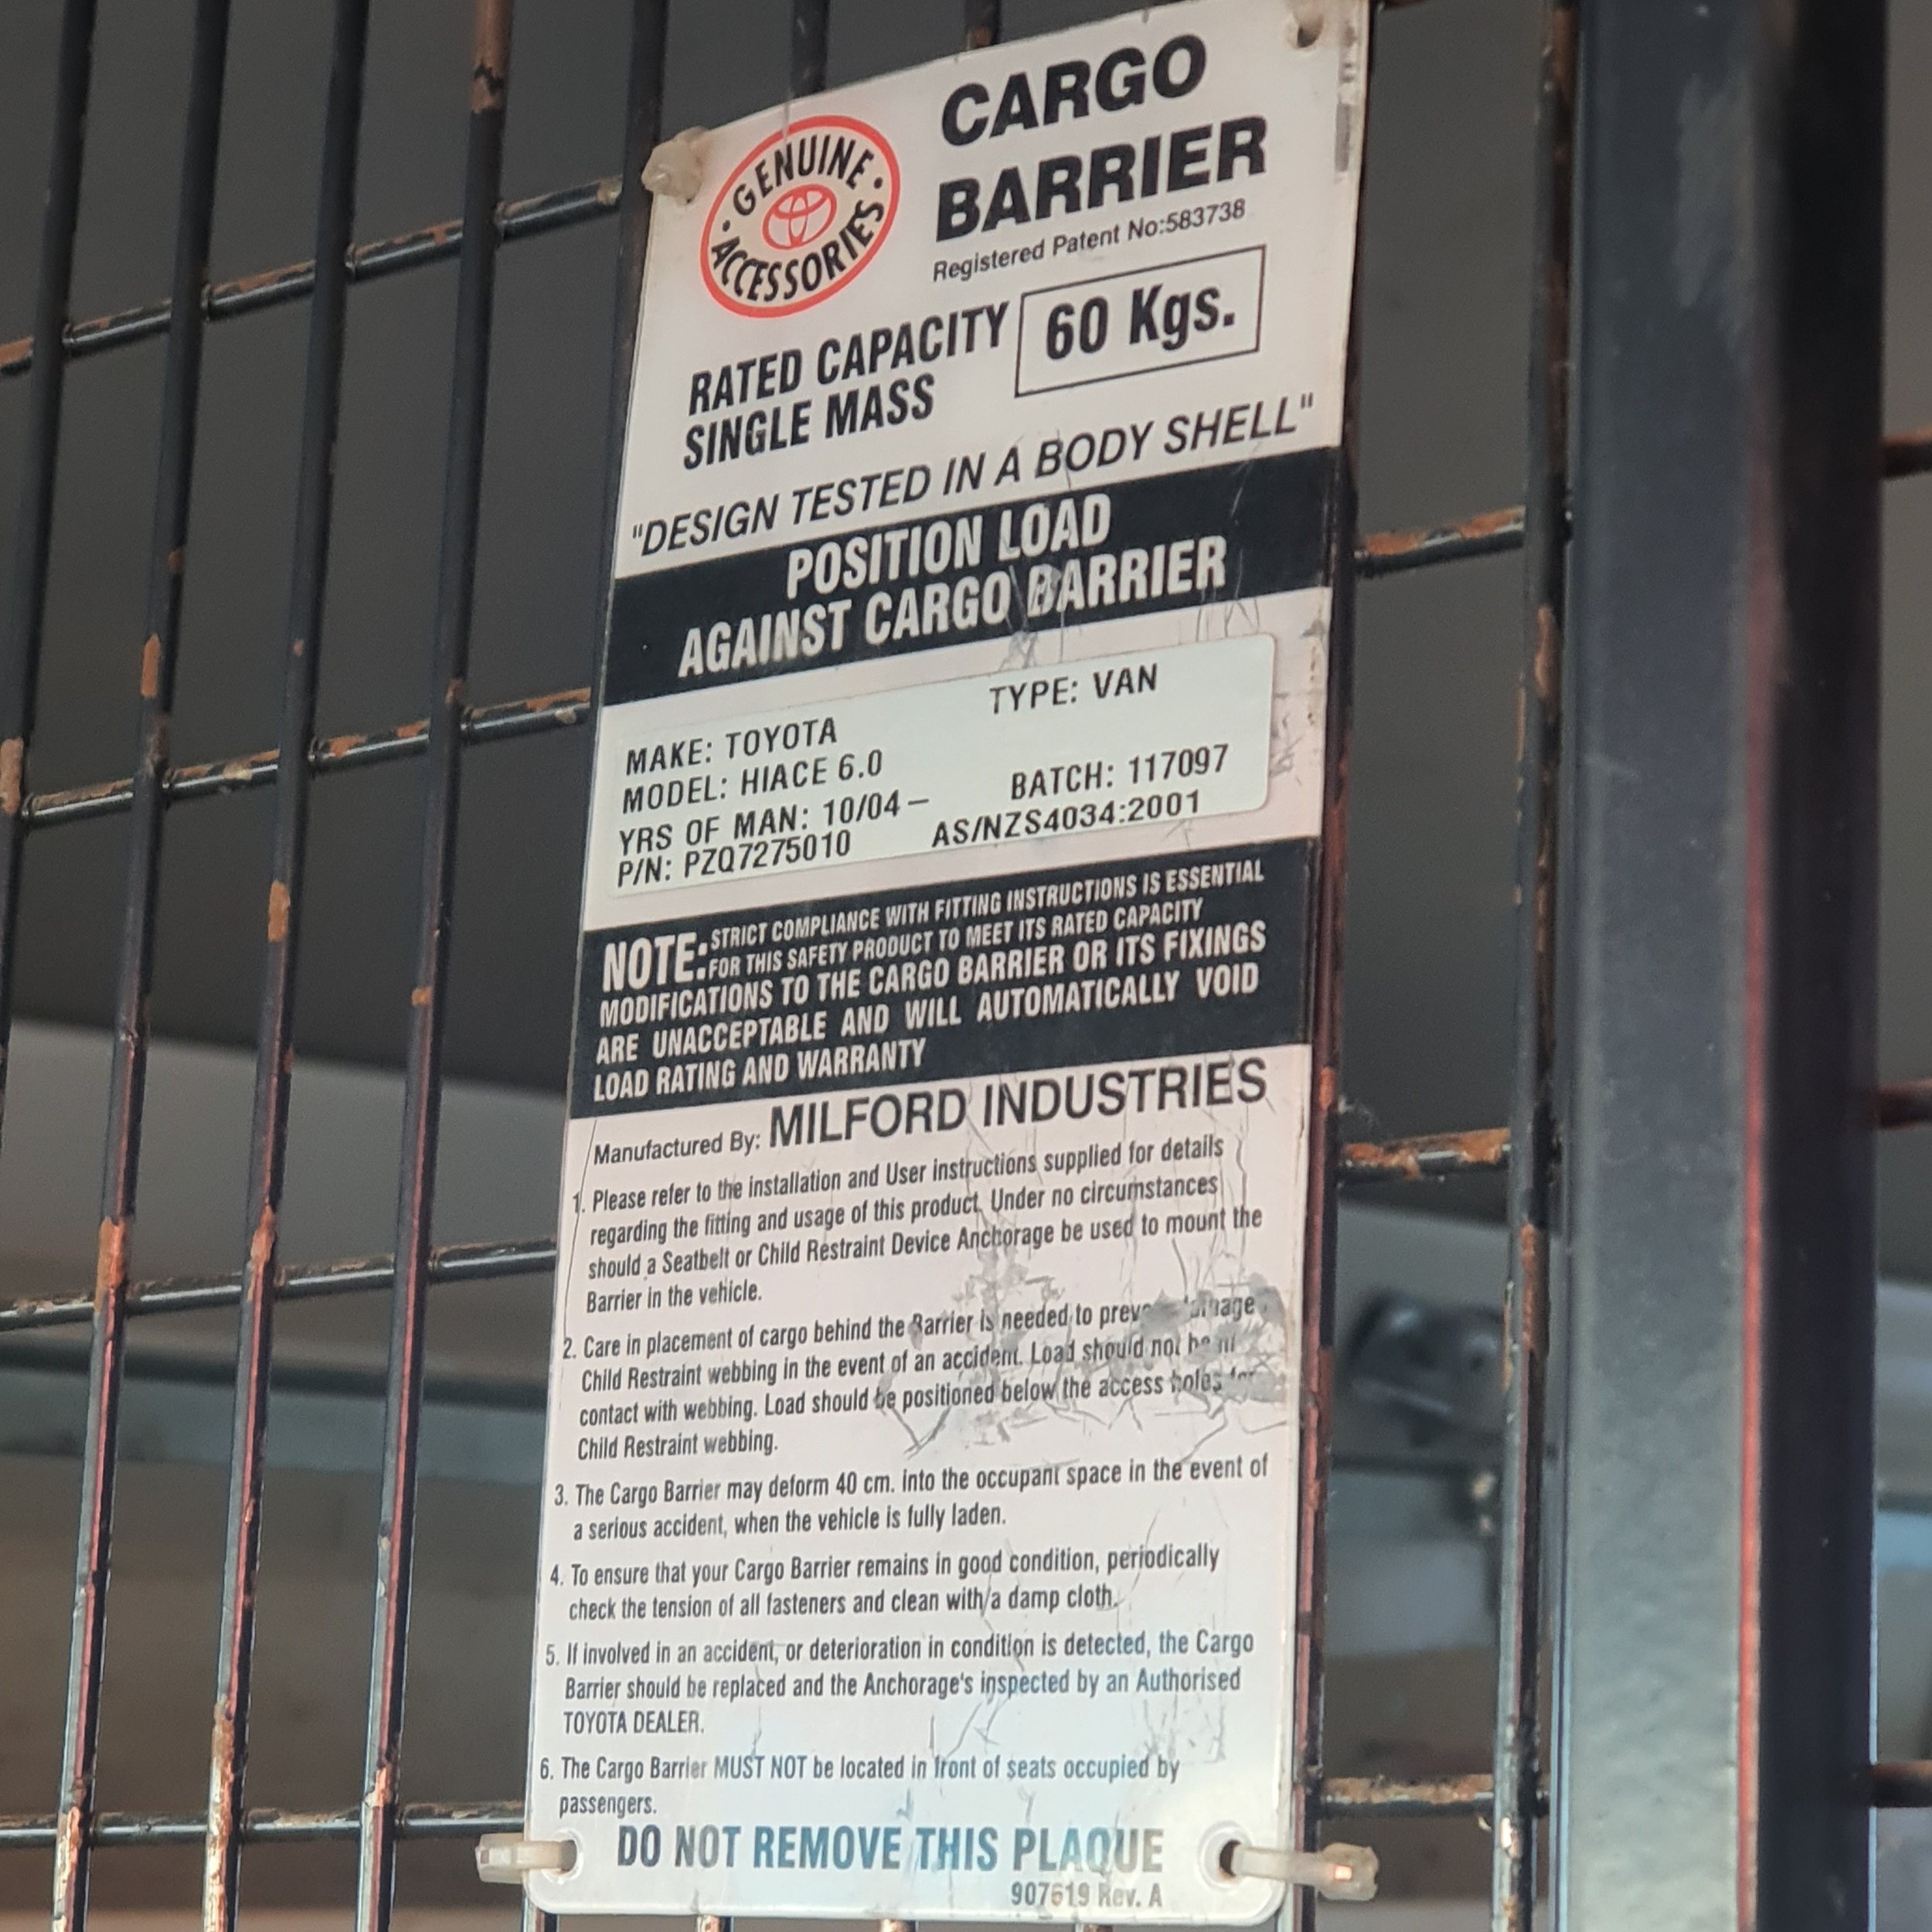 GENUINE
ACCESSORIES
CARGO
BARRIER
Registered Patent No:583738
RATED CAPACITY
SINGLE MASS
60 Kgs.
"DESIGN TESTED IN A BODY SHELL"
POSITION LOAD
AGAINST CARGO BARRIER
TYPE: VAN
MAKE: TOYOTA
MODEL: HIACE 6.0
YRS OF MAN: 10/04 – BATCH: 117097
P/N: PZQ7275010 AS/NZS4034:2001
NOTE: STRICT COMPLIANCE WITH FITTING INSTRUCTIONS IS ESSENTIAL
FOR THIS SAFETY PRODUCT TO MEET ITS RATED CAPACITY
MODIFICATIONS TO THE CARGO BARRIER OR ITS FIXINGS
ARE UNACCEPTABLE AND WILL AUTOMATICALLY VOID
LOAD RATING AND WARRANTY
Manufactured By: MILFORD INDUSTRIES
1. Please refer to the installation and User instructions supplied for details
regarding the fitting and usage of this product. Under no circumstances
should a Seatbelt or Child Restraint Device Anchorage be used to mount the
Barrier in the vehicle.
2. Care in placement of cargo behind the Barrier is needed to
Child Restraint webbing in the event of an accident. Load should not
contact with webbing. Load should be positioned below the access holes for
Child Restraint webbing.
3. The Cargo Barrier may deform 40 cm. into the occupant space in the event of
a serious accident, when the vehicle is fully laden.
4. To ensure that your Cargo Barrier remains in good condition, periodically
check the tension of all fasteners and clean with a damp cloth.
5. If involved in an accident, or deterioration in condition is detected, the Cargo
Barrier should be replaced and the Anchorage's inspected by an Authorised
TOYOTA DEALER.
6. The Cargo Barrier MUST NOT be located in front of seats occupied by
passengers.
DO NOT REMOVE THIS PLAQUE
907619 Rev. A